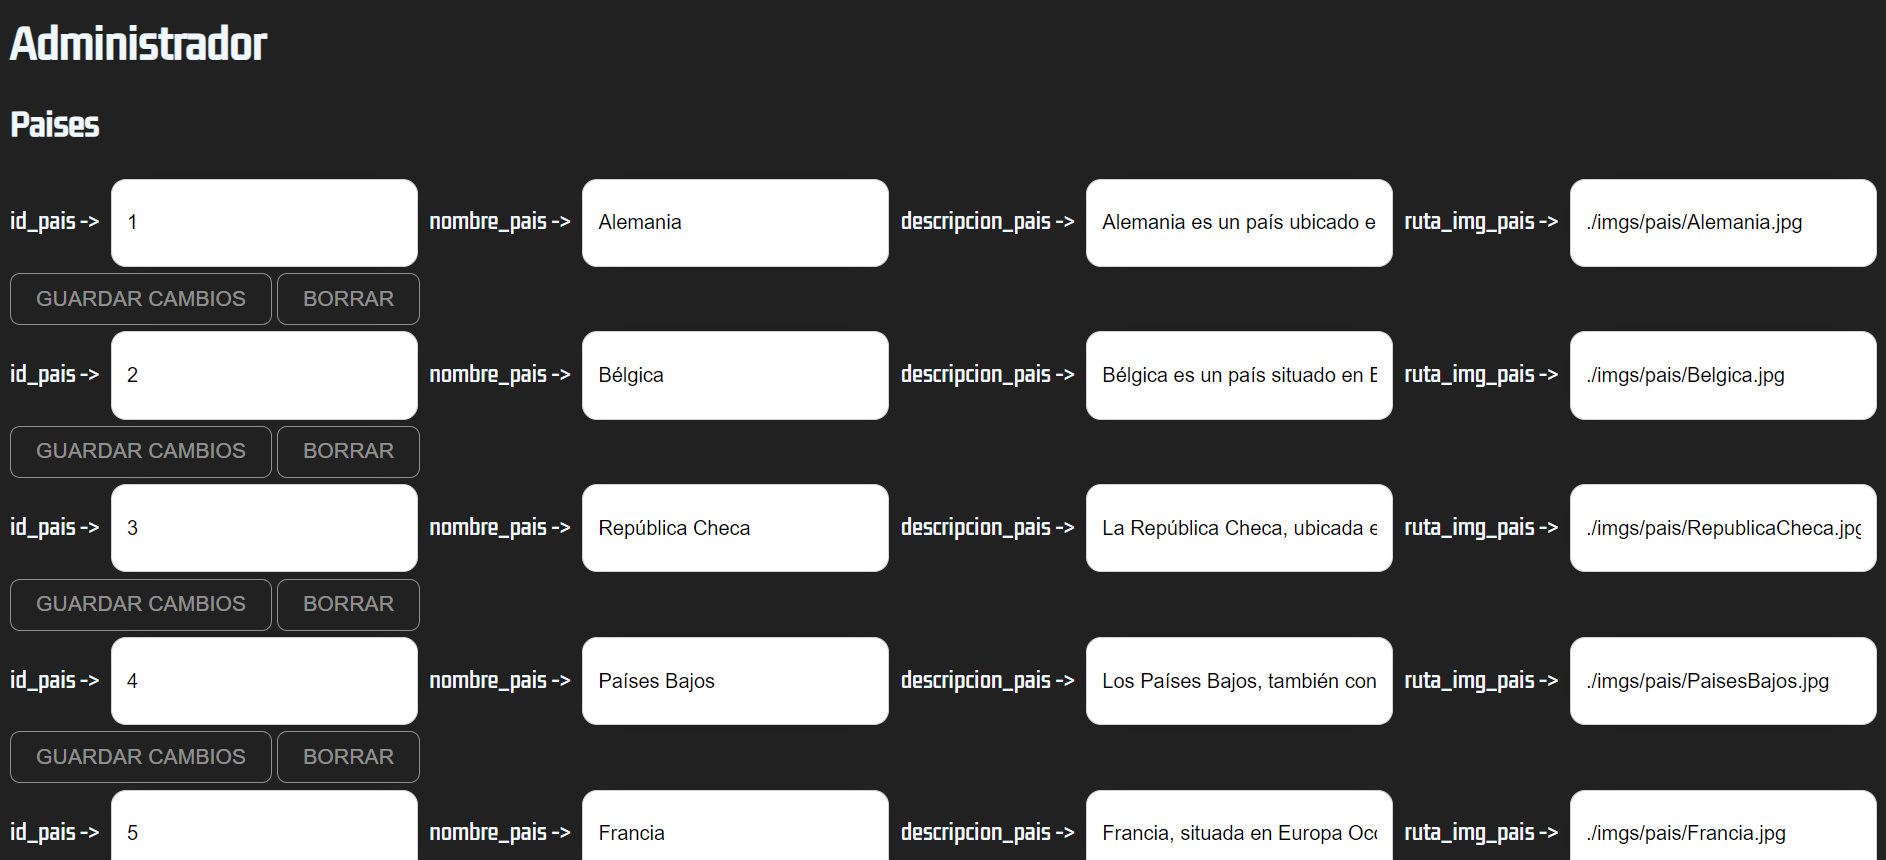 Administrador
Paises
id_pais -> 1 nombre_pais -> Alemania descripcion_pais -> Alemania es un país ubicado e ruta_img_pais -> ./imgs/pais/Alemania.jpg
GUARDAR CAMBIOS BORRAR
id_pais -> 2 nombre_pais -> Bélgica descripcion_pais -> Bélgica es un país situado en E ruta_img_pais -> ./imgs/pais/Belgica.jpg
GUARDAR CAMBIOS BORRAR
id_pais -> 3 nombre_pais -> República Checa descripcion_pais -> La República Checa, ubicada e ruta_img_pais -> ./imgs/pais/RepublicaCheca.jpg
GUARDAR CAMBIOS BORRAR
id_pais -> 4 nombre_pais -> Países Bajos descripcion_pais -> Los Países Bajos, también con ruta_img_pais -> ./imgs/pais/PaisesBajos.jpg
GUARDAR CAMBIOS BORRAR
id_pais -> 5 nombre_pais -> Francia descripcion_pais -> Francia, situada en Europa Occ ruta_img_pais -> ./imgs/pais/Francia.jpg